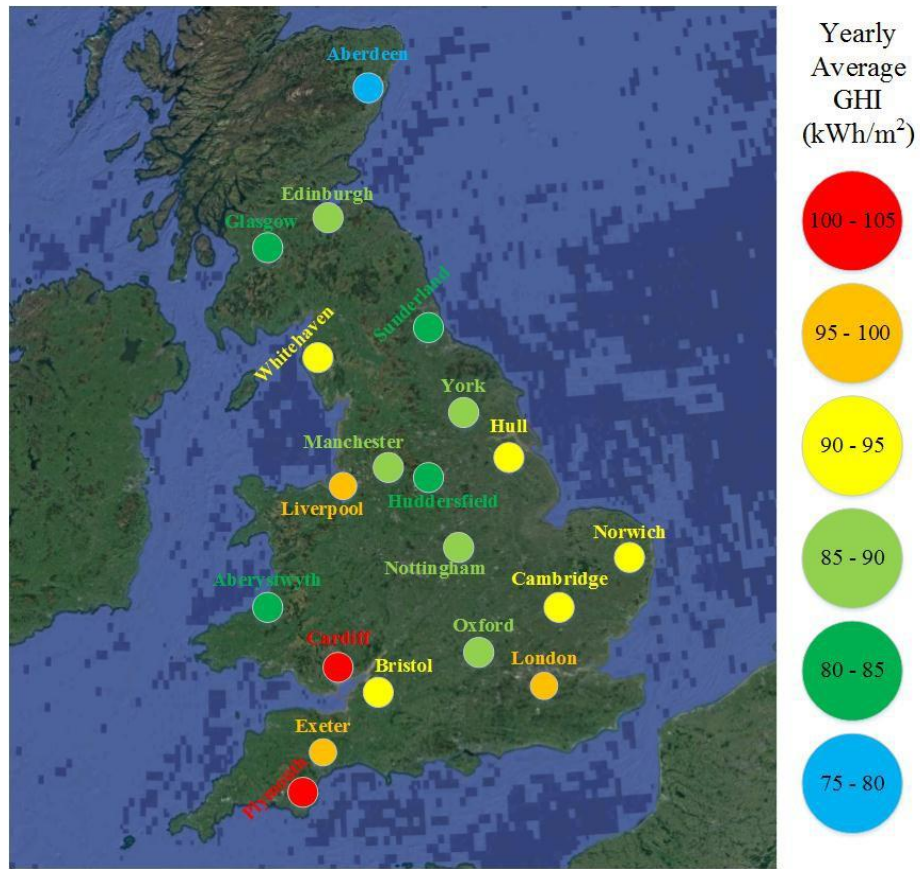 Aberdeen
Edinburgh
Glasgow
Sunderland
Whitehaven
York
Hull
Manchester
Liverpool
Huddersfield
Norwich
Nottingham
Cambridge
Aberystwyth
Oxford
Cardiff
London
Bristol
Exeter
Plymouth
Yearly
Average
GHI
(kWh/m²)
100 - 105
95 - 100
90 - 95
85 - 90
80 - 85
75 - 80